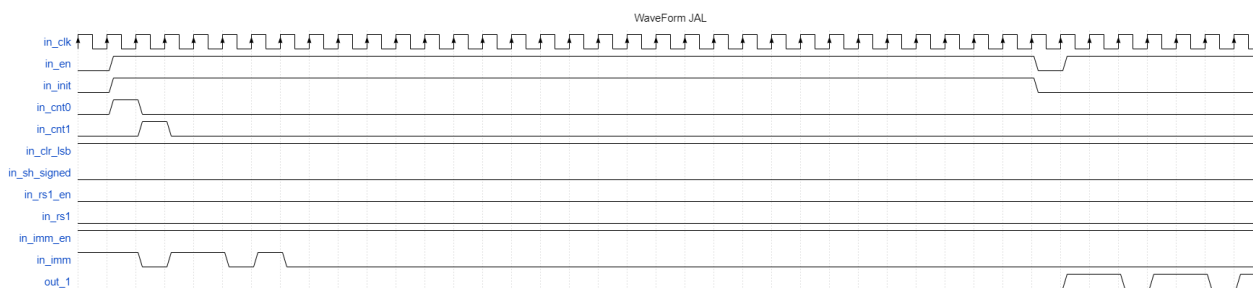 WaveForm JAL
in_clk
in_en
in_init
in_cnt0
in_cnt1
in_clr_lsb
in_sh_signed
in_rs1_en
in_rs1
in_imm_en
in_imm
out_1